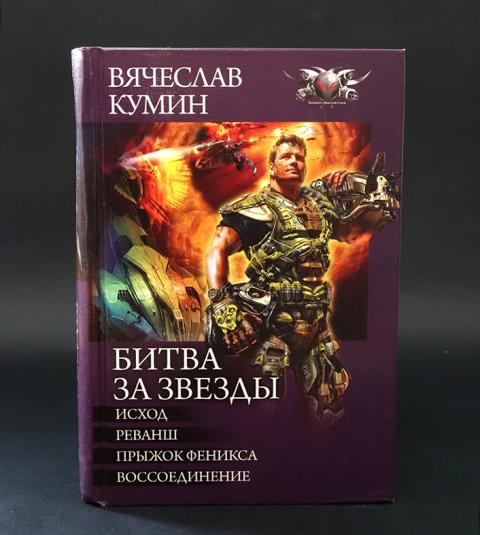 ВЯЧЕСЛАВ
КУМИН
БИТВА
ЗА ЗВЕЗДЫ
ИСХОД
РЕВАНШ
ПРЫЖОК ФЕНИКСА
ВОССОЕДИНЕНИЕ